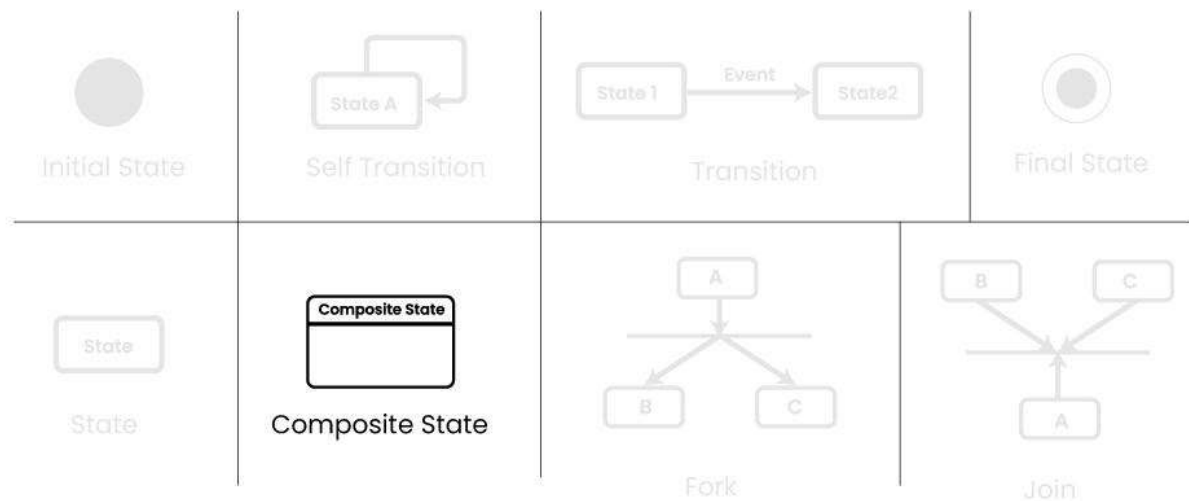 State A
Event
State 1
State2
Initial State
Self Transition
Transition
Final State
State
Composite State
A
B
C
B
C
A
State
Composite State
Fork
Join